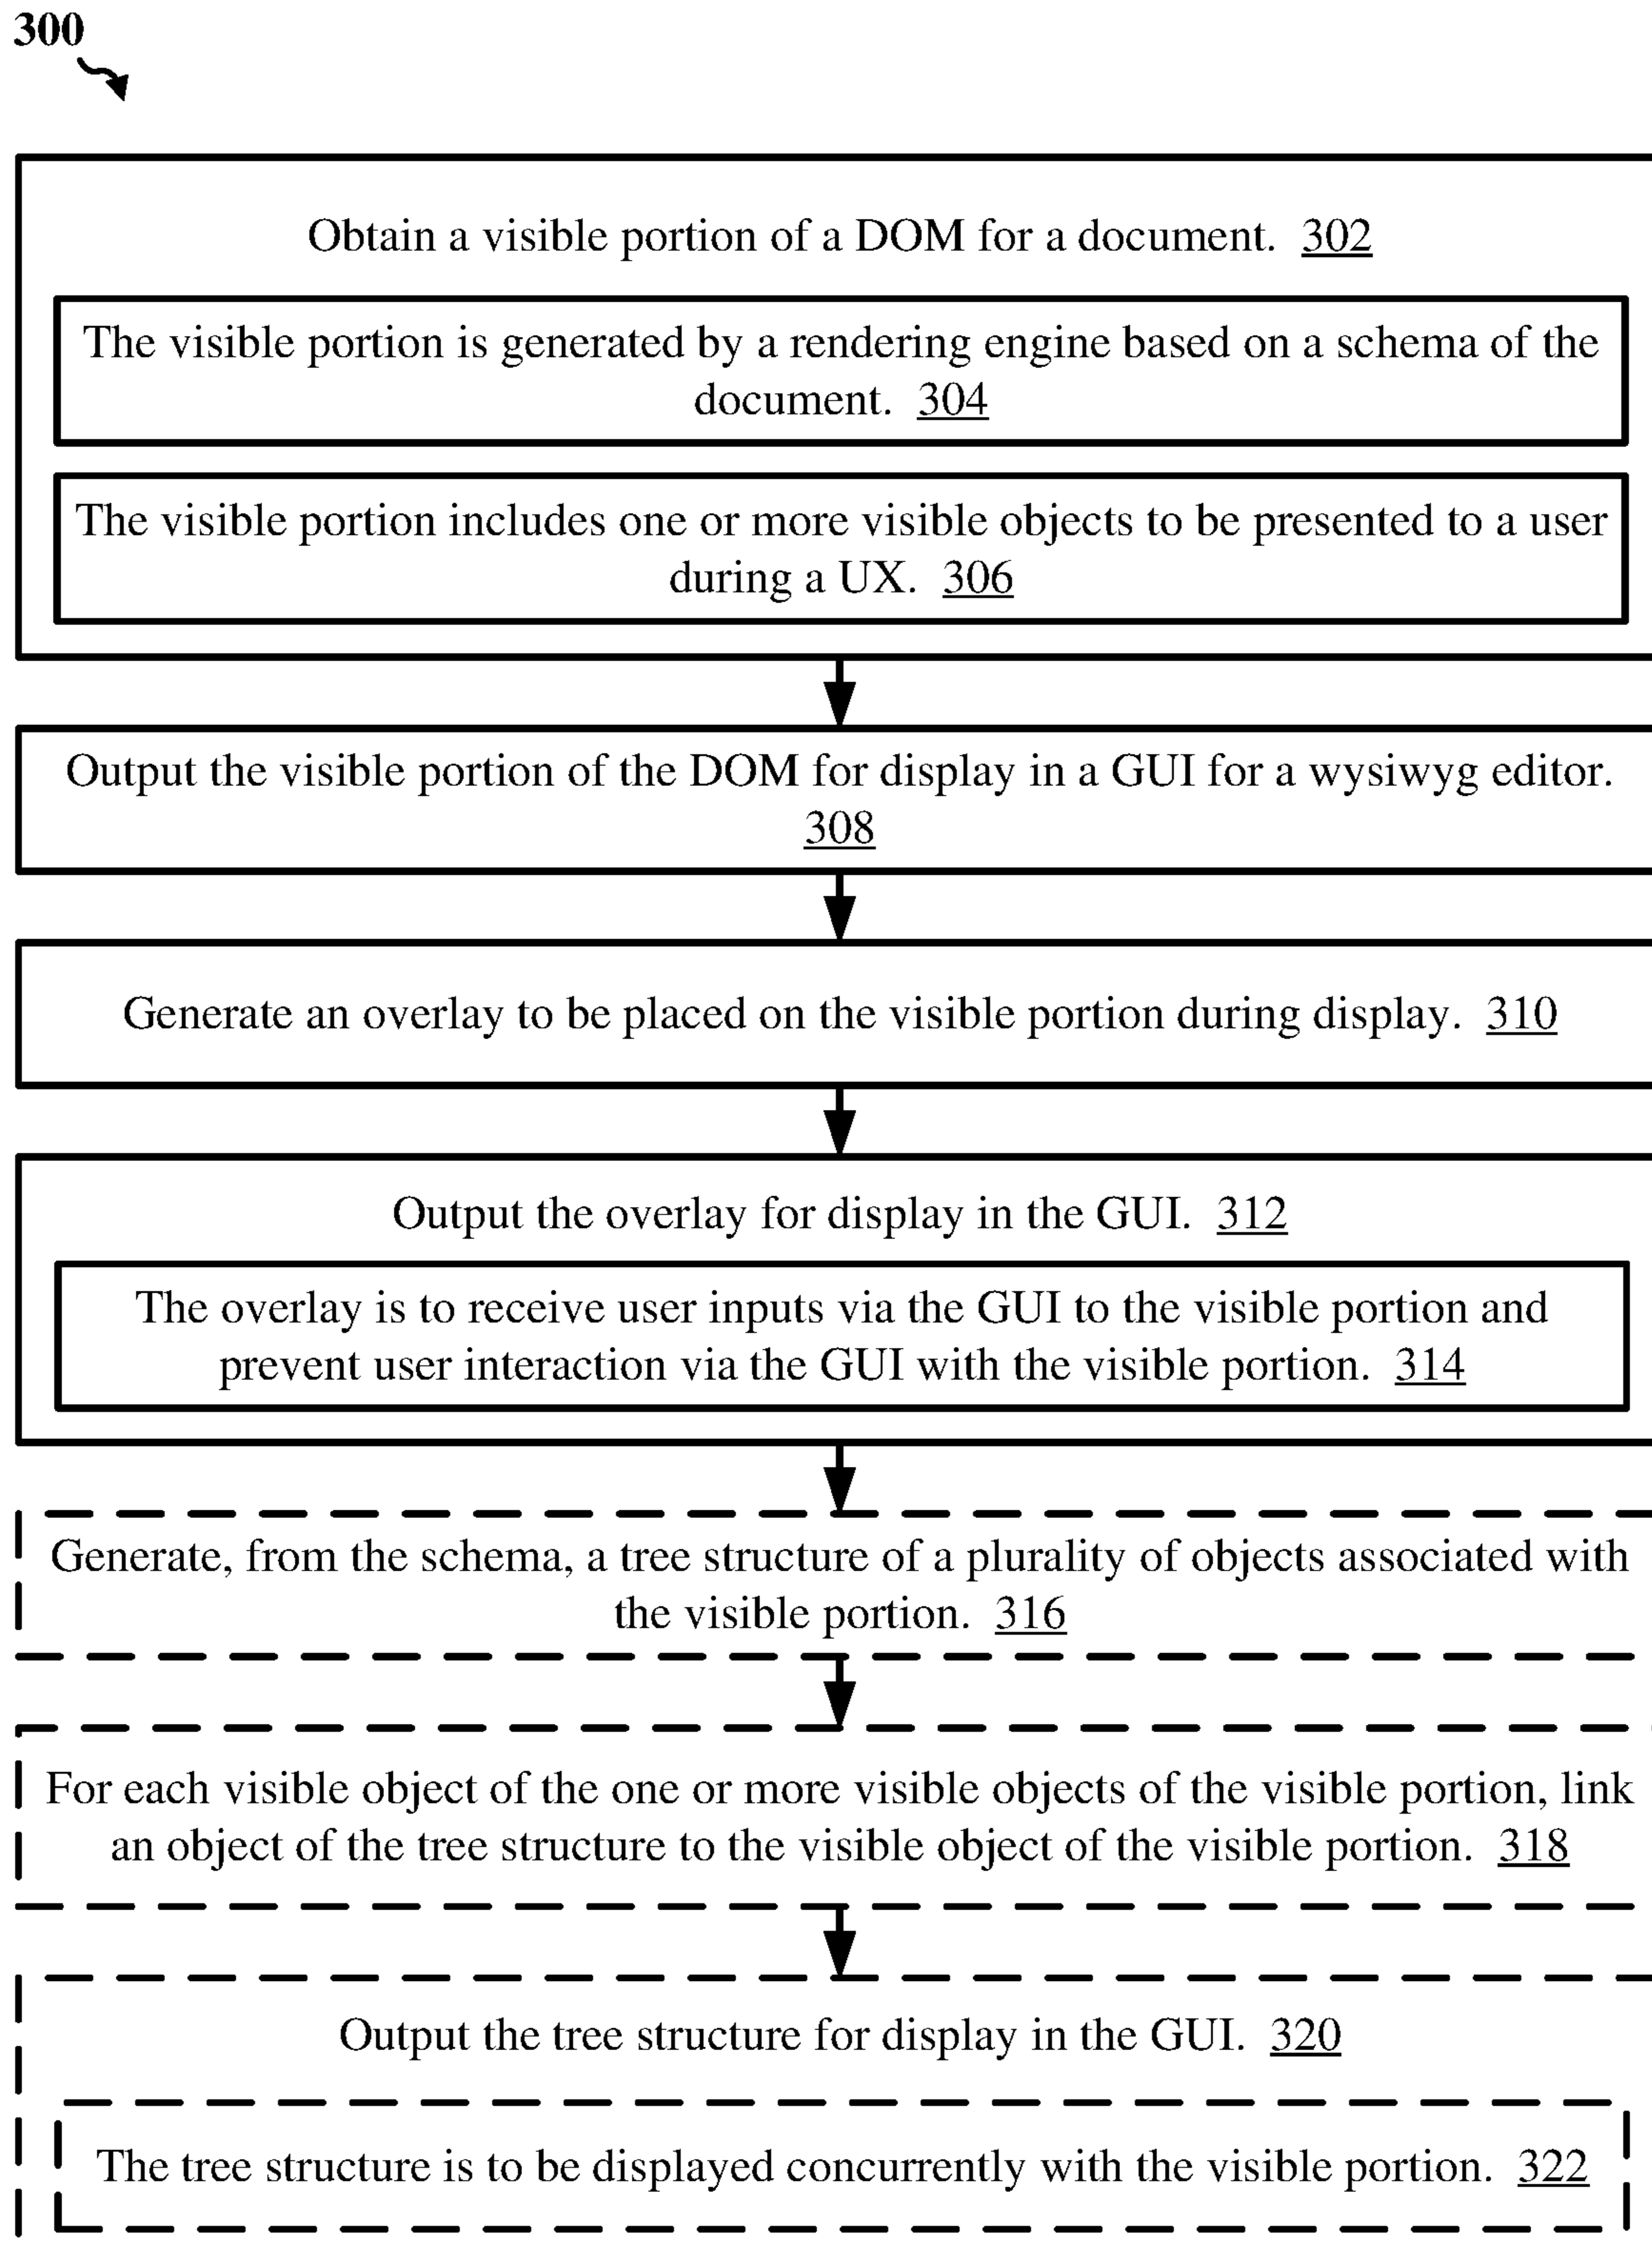 300
Obtain a visible portion of a DOM for a document. 302
The visible portion is generated by a rendering engine based on a schema of the
document. 304
The visible portion includes one or more visible objects to be presented to a user
during a UX. 306
Output the visible portion of the DOM for display in a GUI for a wysiwyg editor.
308
Generate an overlay to be placed on the visible portion during display. 310
Output the overlay for display in the GUI. 312
The overlay is to receive user inputs via the GUI to the visible portion and
prevent user interaction via the GUI with the visible portion. 314
Generate, from the schema, a tree structure of a plurality of objects associated with
the visible portion. 316
For each visible object of the one or more visible objects of the visible portion, link
an object of the tree structure to the visible object of the visible portion. 318
Output the tree structure for display in the GUI. 320
The tree structure is to be displayed concurrently with the visible portion. 322